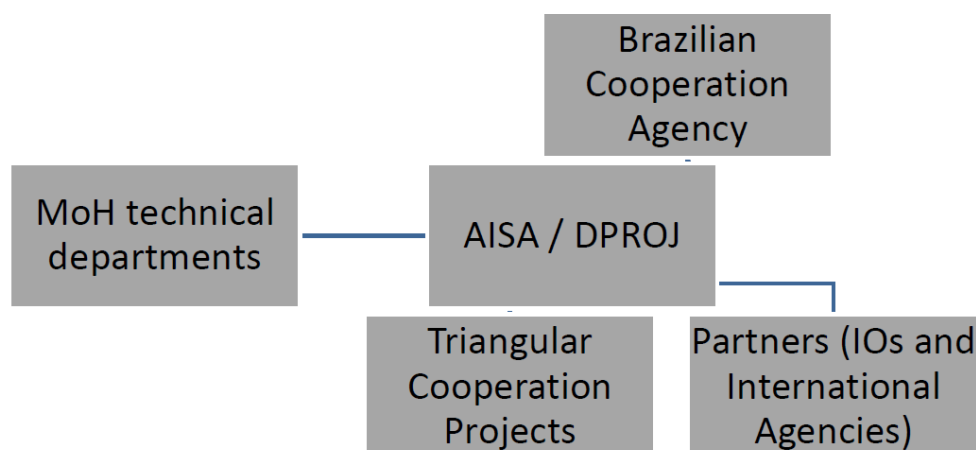 Brazilian
Cooperation
Agency
MoH technical
departments
AISA / DPROJ
Triangular
Cooperation
Projects
Partners (IOs and
International
Agencies)